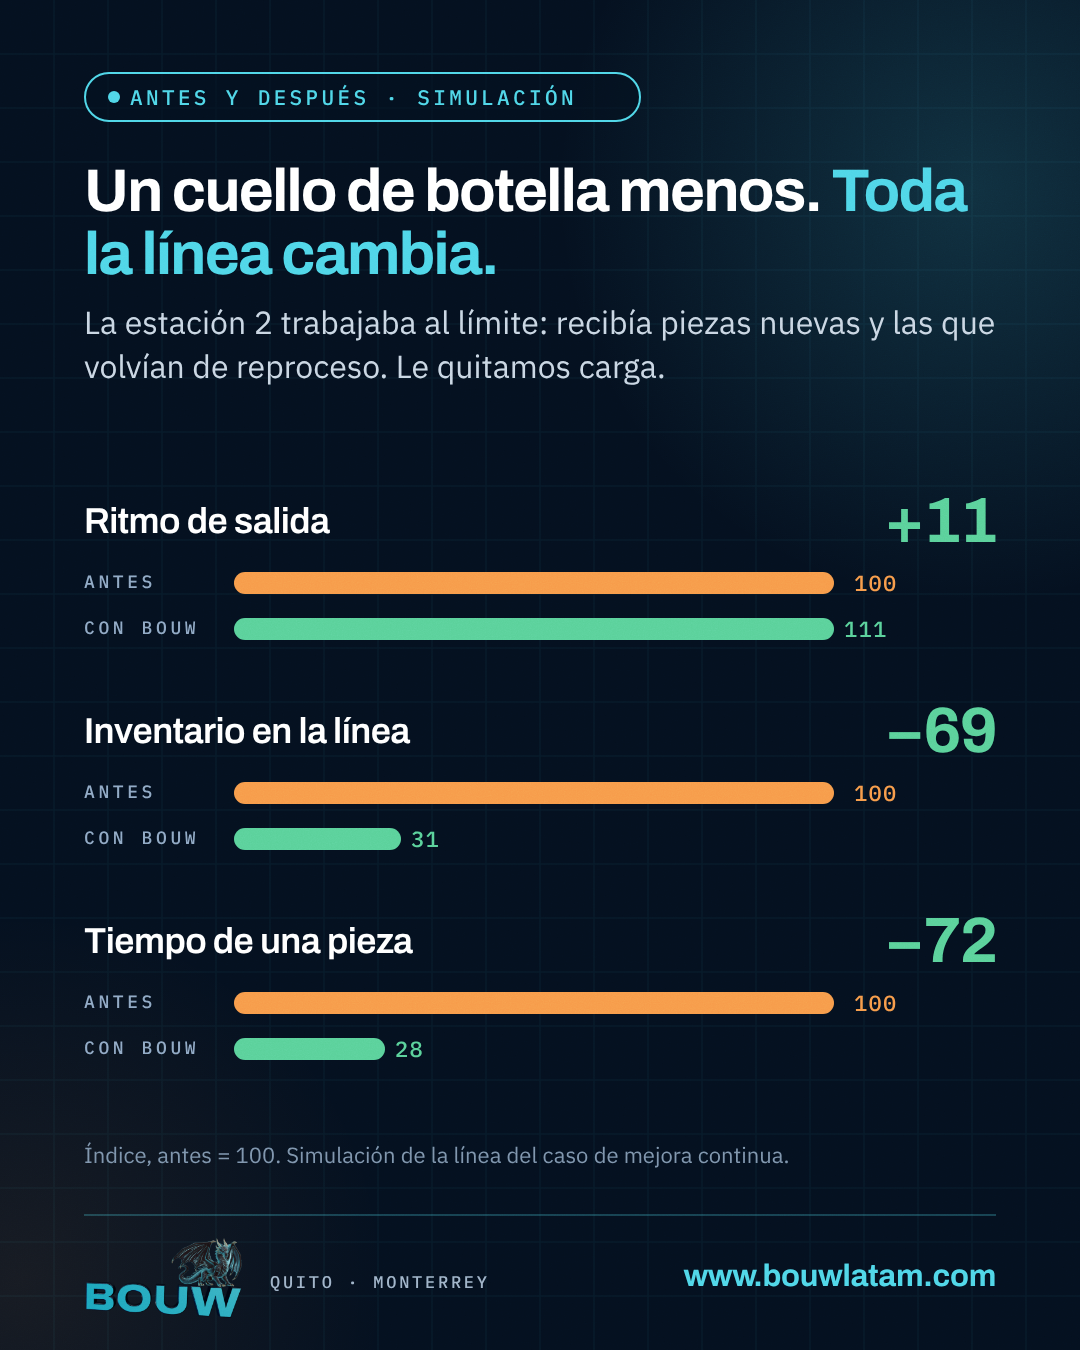 ANTES Y DESPUÉS · SIMULACIÓN
Un cuello de botella menos. Toda
la línea cambia.
La estación 2 trabajaba al límite: recibía piezas nuevas y las que
volvían de reproceso. Le quitamos carga.
Ritmo de salida
+11
ANTES
100
CON BOUW
111
Inventario en la línea
–69
ANTES
100
CON BOUW
31
Tiempo de una pieza
–72
ANTES
100
CON BOUW
28
Índice, antes = 100. Simulación de la línea del caso de mejora continua.
BOUW
QUITO · MONTERREY
www.bouwlatam.com